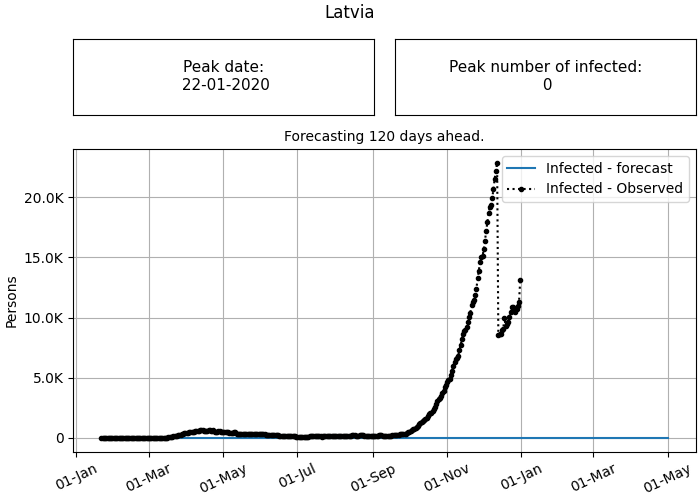 Latvia
Peak date:
22-01-2020
Peak number of infected:
0
Forecasting 120 days ahead.
Infected - forecast
Infected - Observed
20.0K
15.0K
10.0K
5.0K
0
Persons
01-Jan
01-Mar
01-May
01-Jul
01-Sep
01-Nov
01-Jan
01-Mar
01-May